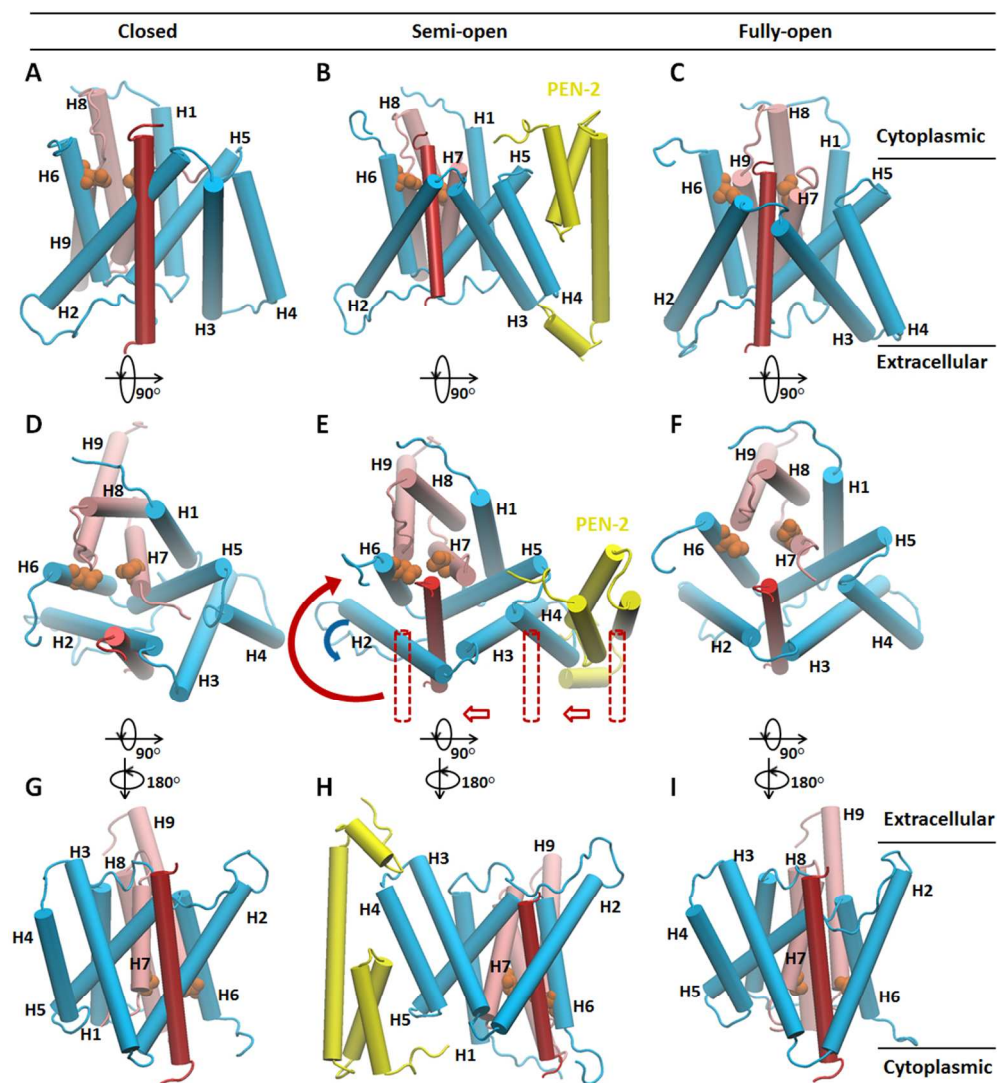 Closed Semi-open Fully-open
A B C
PEN-2
H8 H1 H5 H6 H9 H2 H3 H4
H8 H1 H7 H5 H6 H2 H3 H4
H8 H1 H9 H6 H7 H5 H2 H3 H4
Cytoplasmic
Extracellular
90° 90° 90°
D E F
PEN-2
H9 H8 H1 H7 H5 H6 H2 H3 H4
H9 H1 H7 H6 H5 H4 H2 H3
H9 H8 H1 H6 H7 H5 H2 H3 H4
90° 90° 90°
180° 180° 180°
G H I
H9 H3 H8 H2 H4 H7 H5 H1 H6
H3 H9 H4 H2 H7 H5 H6 H1
H9 H3 H8 H2 H4 H7 H5 H6
Extracellular
Cytoplasmic